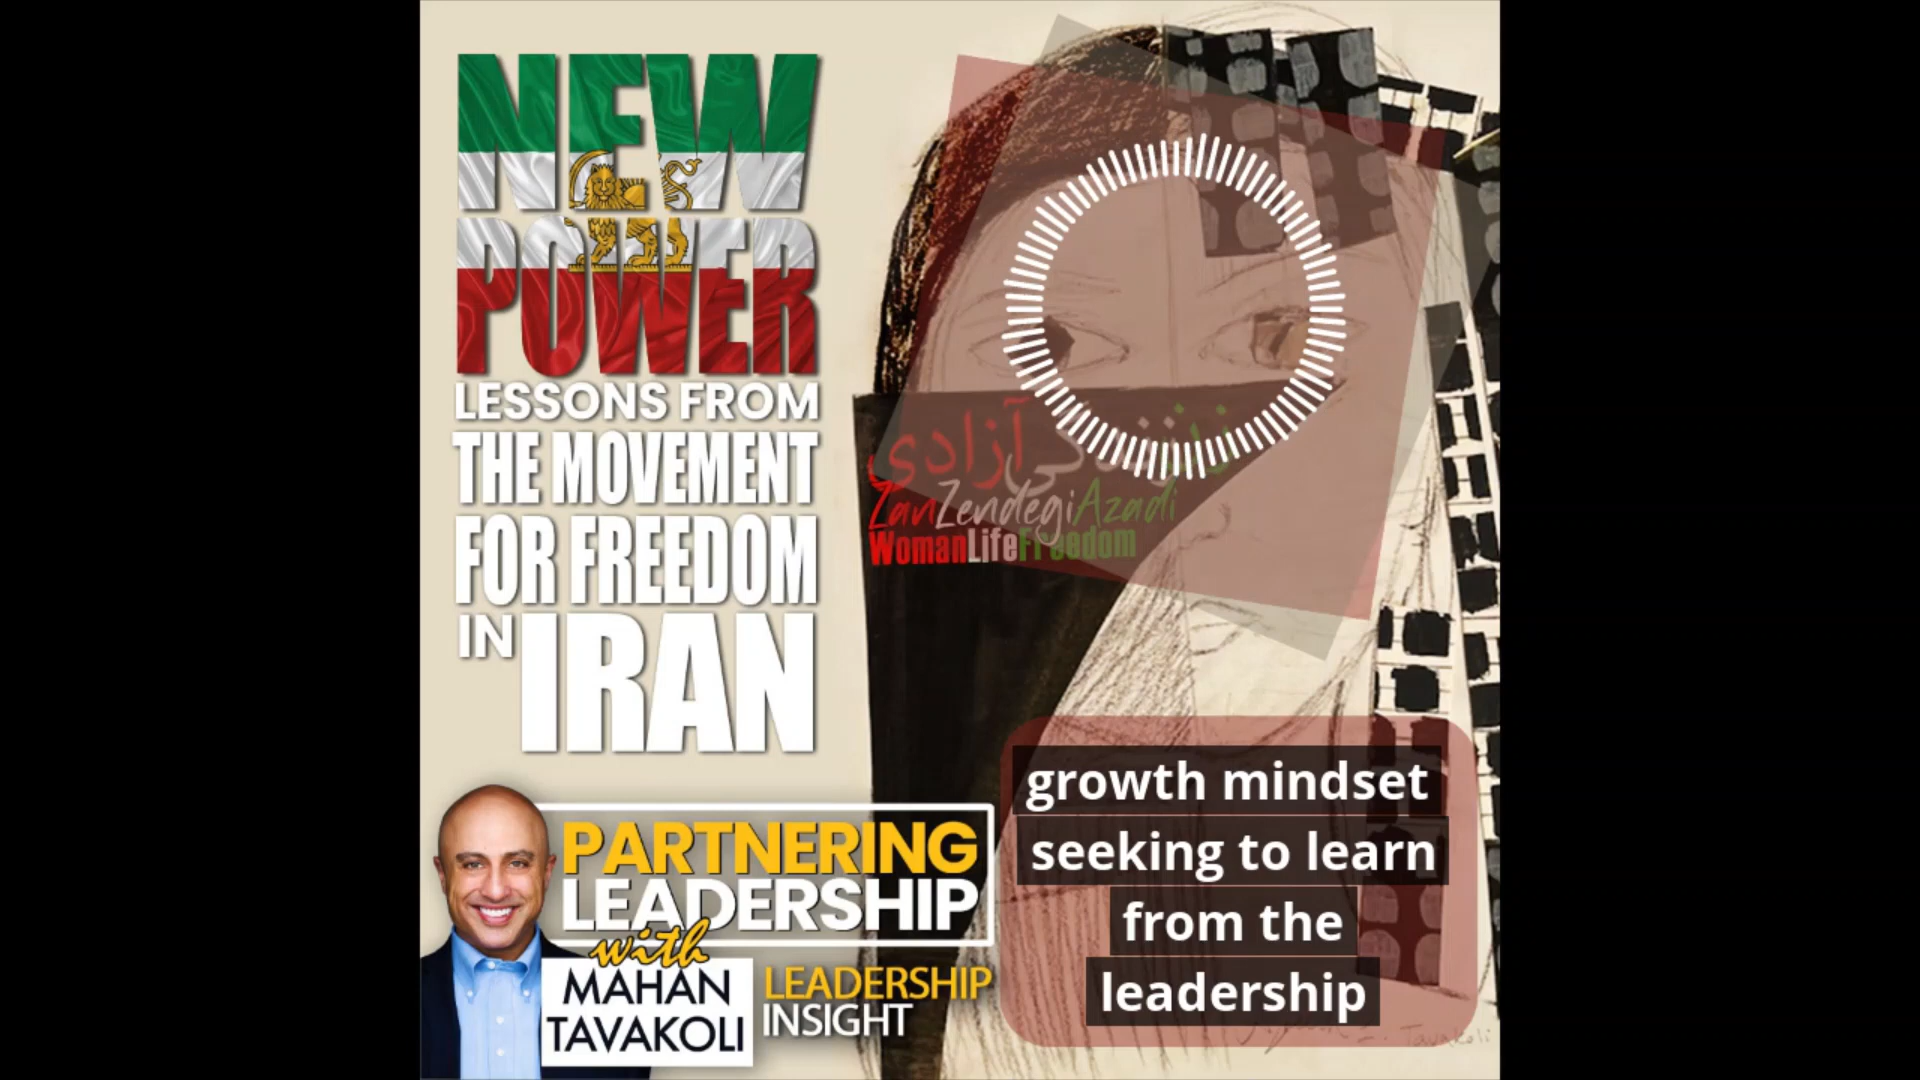 NEW
POWER
LESSONS FROM
THE MOVEMENT
FOR FREEDOM
IN IRAN
آزادی
ZanZendegiAzadi
WomanLifeFreedom
PARTNERING
LEADERSHIP
with
MAHAN
TAVAKOLI
LEADERSHIP
INSIGHT
growth mindset
seeking to learn
from the
leadership
Tavakoli